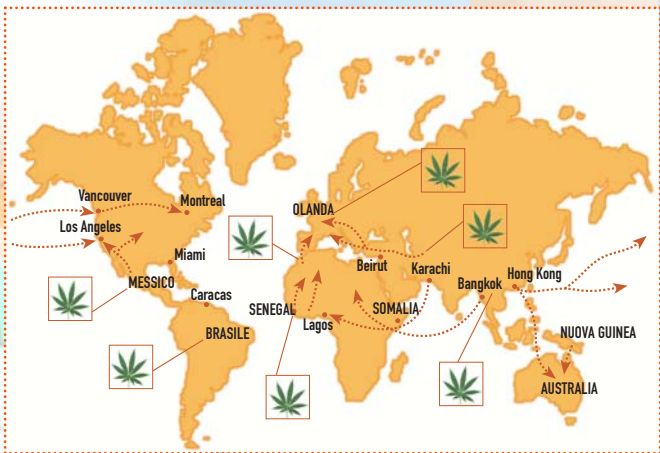 Vancouver
Montreal
Los Angeles
OLANDA
Miami
Beirut
Karachi
Hong Kong
Bangkok
MESSICO
Caracas
SENEGAL
SOMALIA
Lagos
BRASILE
NUOVA GUINEA
AUSTRALIA